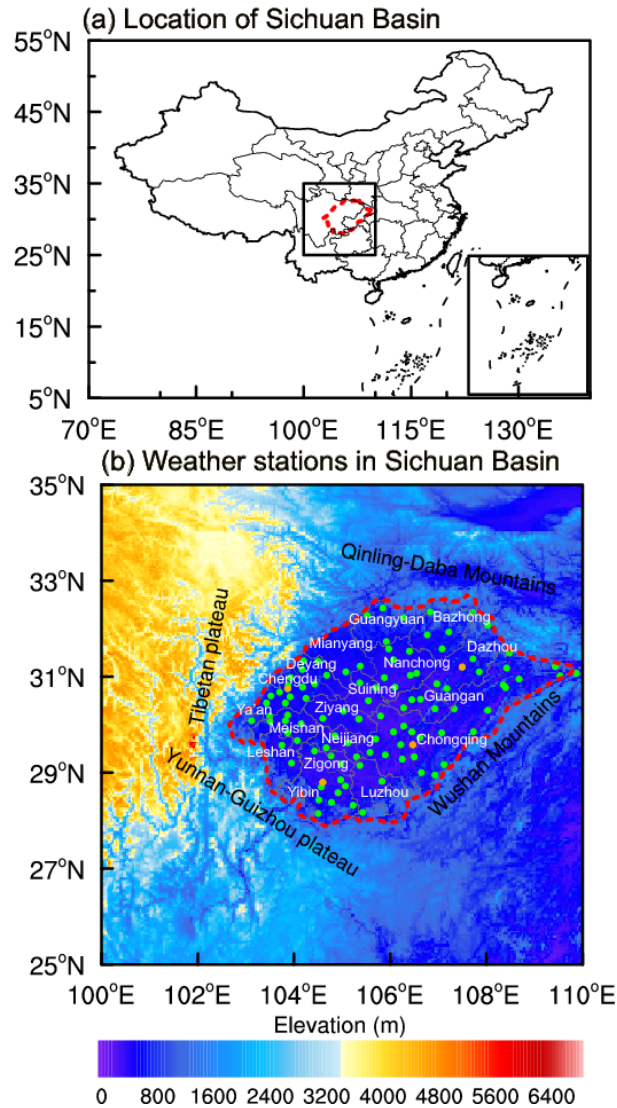 (a) Location of Sichuan Basin
55°N
45°N
35°N
25°N
15°N
5°N
70°E 85°E 100°E 115°E 130°E
(b) Weather stations in Sichuan Basin
35°N
33°N
31°N
29°N
27°N
25°N
Qinling-Daba Mountains
Tibetan plateau
Guangyuan
Bazhong
Mianyang
Dazhou
Deyang
Nanchong
Chengdu
Suining
Guangan
Ya'an
Ziyang
Meishan
Neijiang
Chongqing
Leshan
Zigong
Yibin
Luzhou
Wushan Mountains
Yunnan-Guizhou plateau
100°E 102°E 104°E 106°E 108°E 110°E
Elevation (m)
0 800 1600 2400 3200 4000 4800 5600 6400